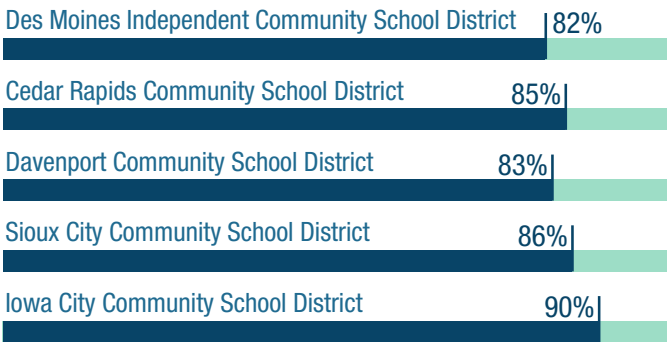 Des Moines Independent Community School District 82%
Cedar Rapids Community School District 85%
Davenport Community School District 83%
Sioux City Community School District 86%
Iowa City Community School District 90%